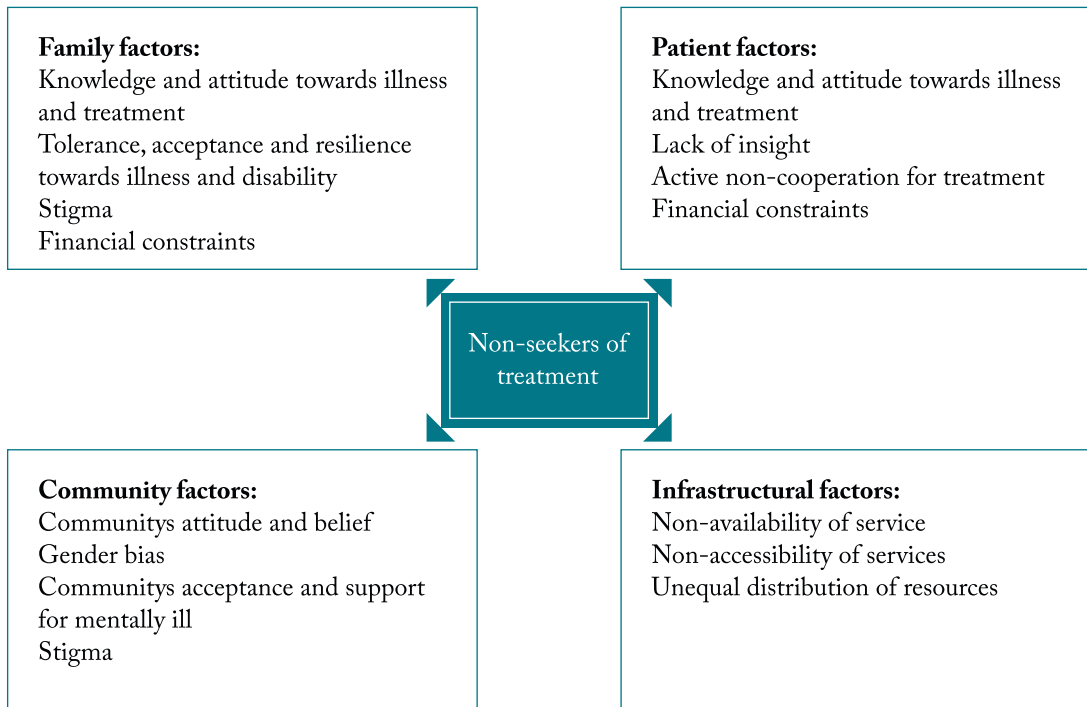 Family factors:
Knowledge and attitude towards illness
and treatment
Tolerance, acceptance and resilience
towards illness and disability
Stigma
Financial constraints
Patient factors:
Knowledge and attitude towards illness
and treatment
Lack of insight
Active non-cooperation for treatment
Financial constraints
Non-seekers of
treatment
Community factors:
Communitys attitude and belief
Gender bias
Communitys acceptance and support
for mentally ill
Stigma
Infrastructural factors:
Non-availability of service
Non-accessibility of services
Unequal distribution of resources